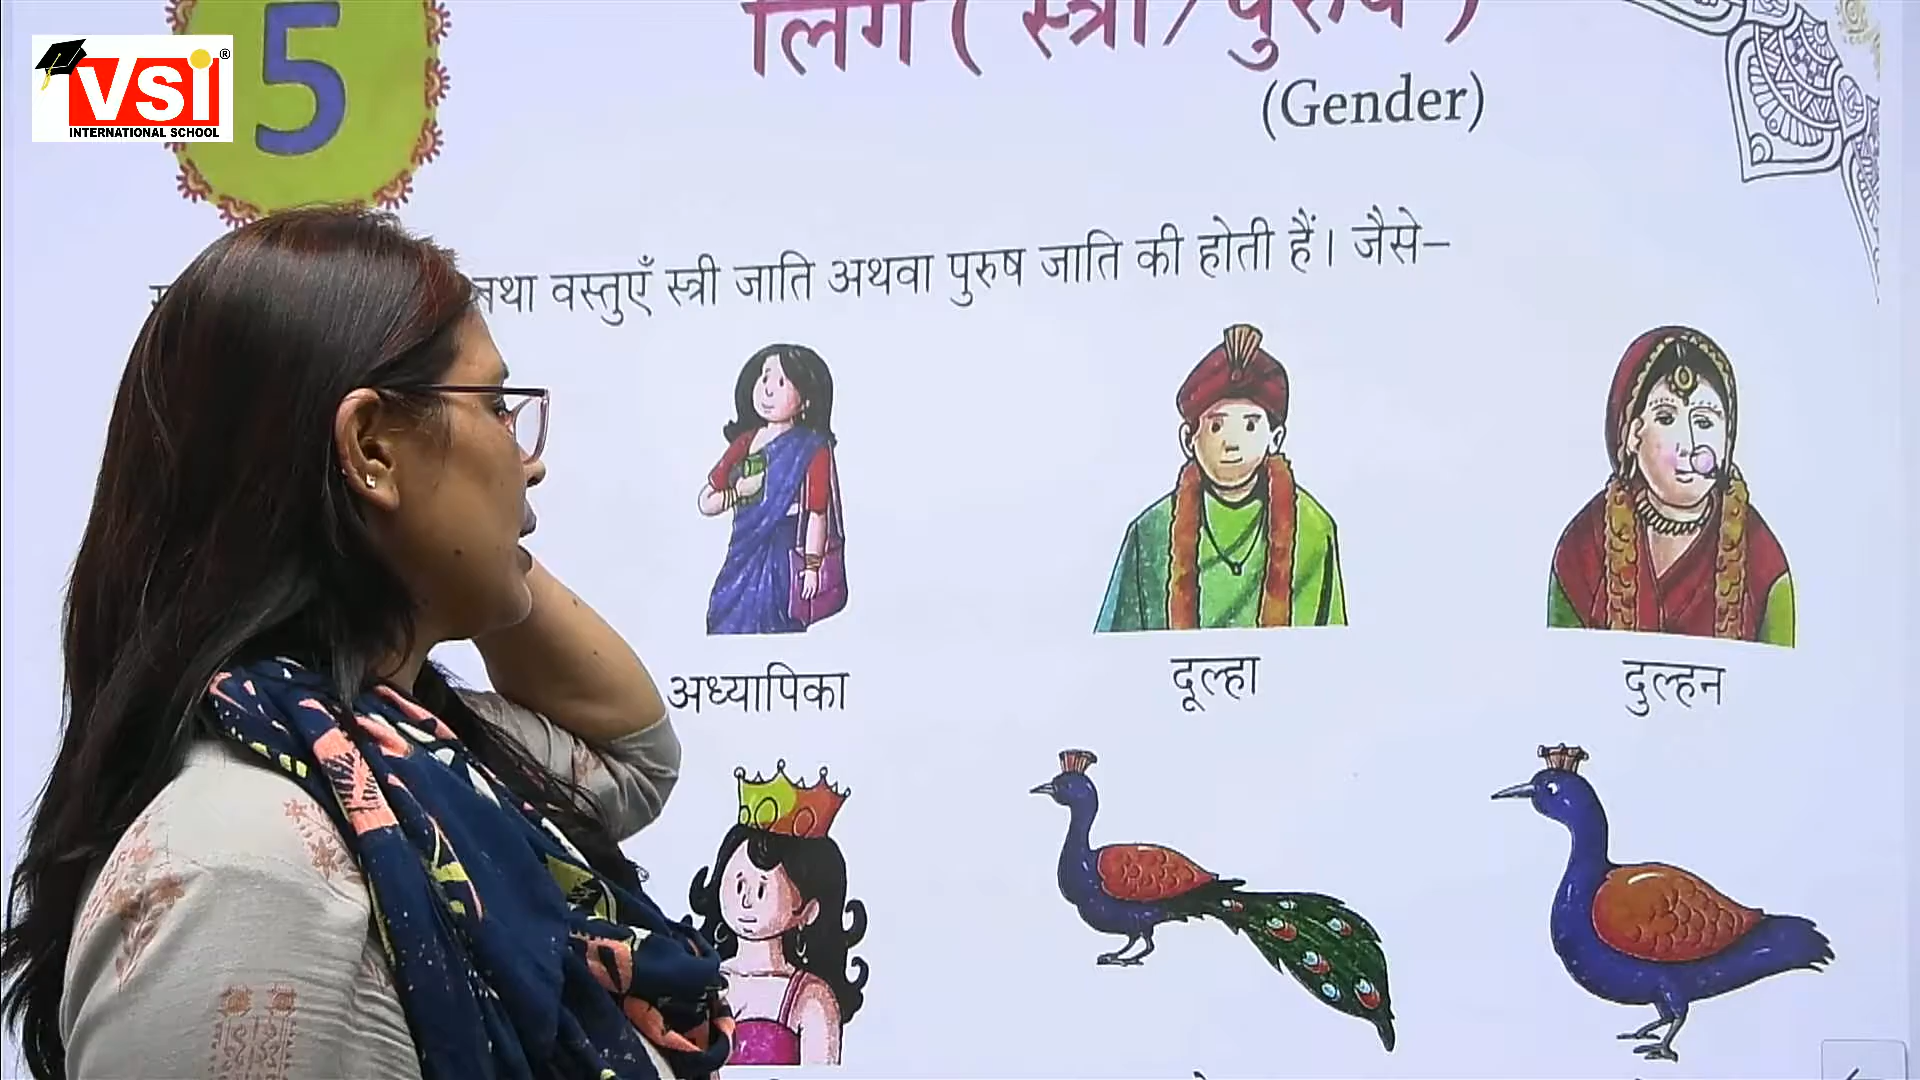 VSI
INTERNATIONAL SCHOOL
5
लिंग ( स्त्री / पुरुष )
(Gender)
तथा वस्तुएँ स्त्री जाति अथवा पुरुष जाति की होती हैं। जैसे–
अध्यापिका
दूल्हा
दुल्हन